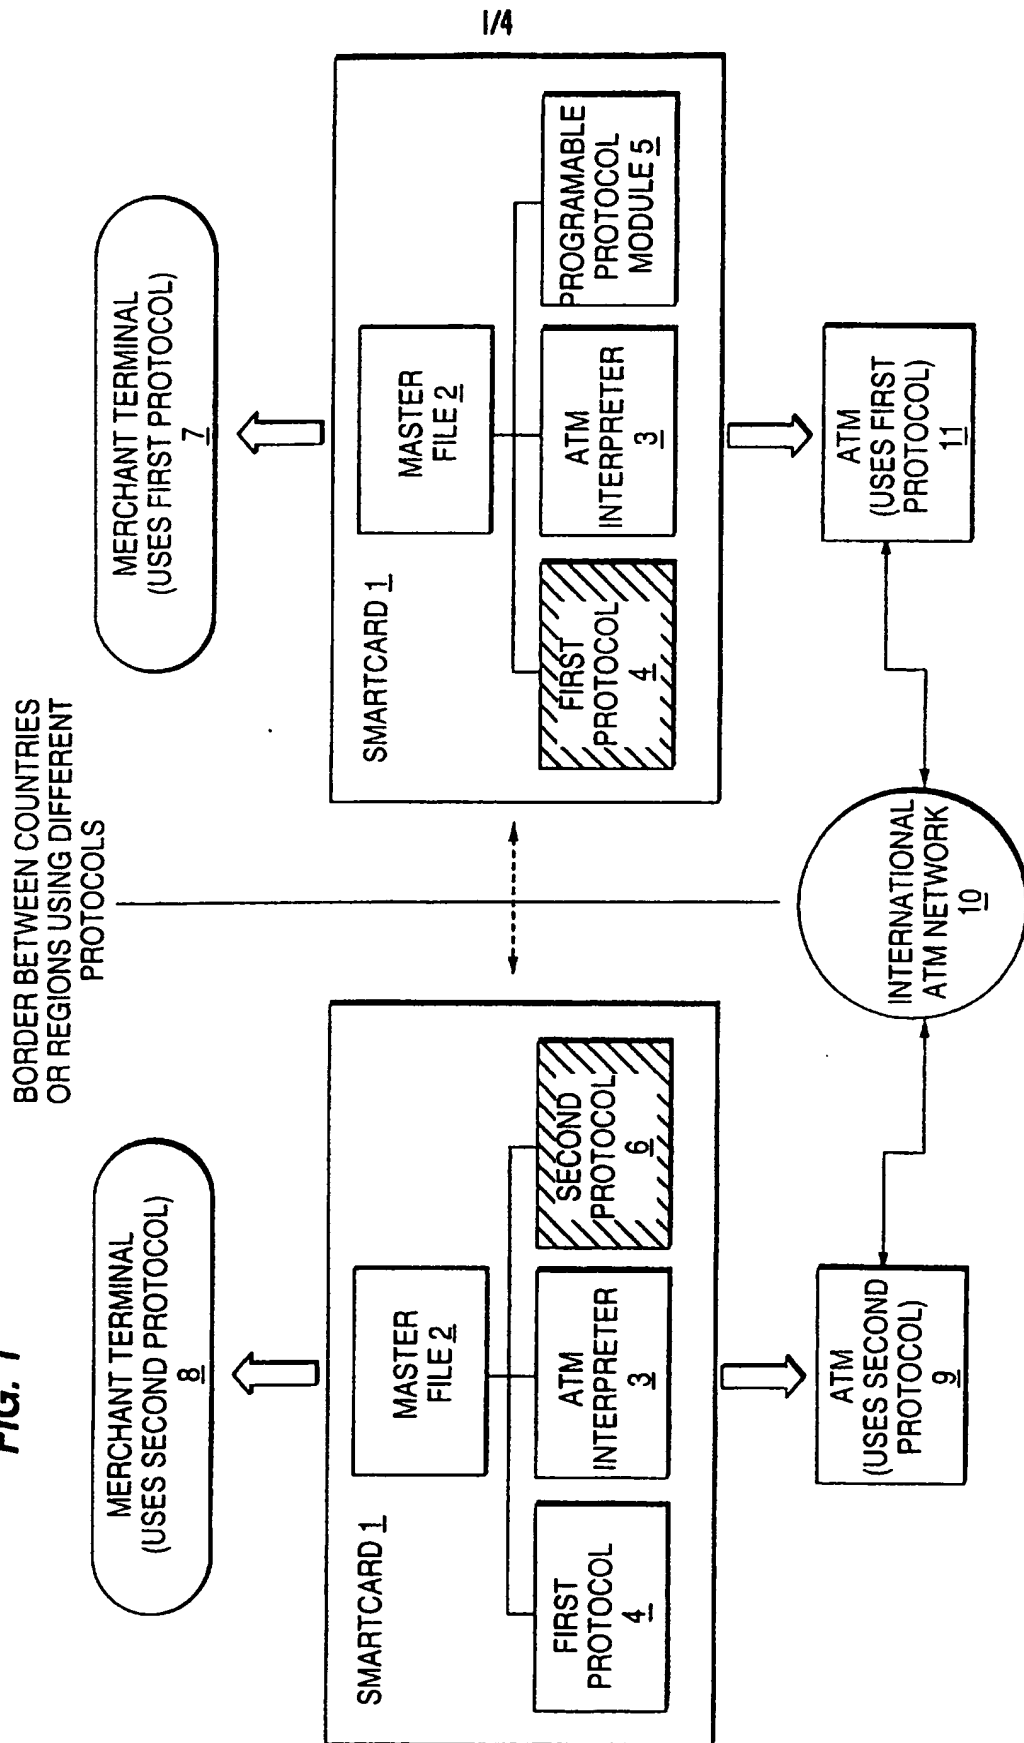 1/4
FIG. 1
BORDER BETWEEN COUNTRIES
OR REGIONS USING DIFFERENT
PROTOCOLS
MERCHANT TERMINAL
(USES SECOND PROTOCOL)
8
SMARTCARD 1
MASTER
FILE 2
FIRST
PROTOCOL
4
ATM
INTERPRETER
3
SECOND
PROTOCOL
6
ATM
(USES SECOND
PROTOCOL)
9
MERCHANT TERMINAL
(USES FIRST PROTOCOL)
7
SMARTCARD 1
MASTER
FILE 2
FIRST
PROTOCOL
4
ATM
INTERPRETER
3
PROGRAMABLE
PROTOCOL
MODULE 5
ATM
(USES FIRST
PROTOCOL)
11
INTERNATIONAL
ATM NETWORK
10